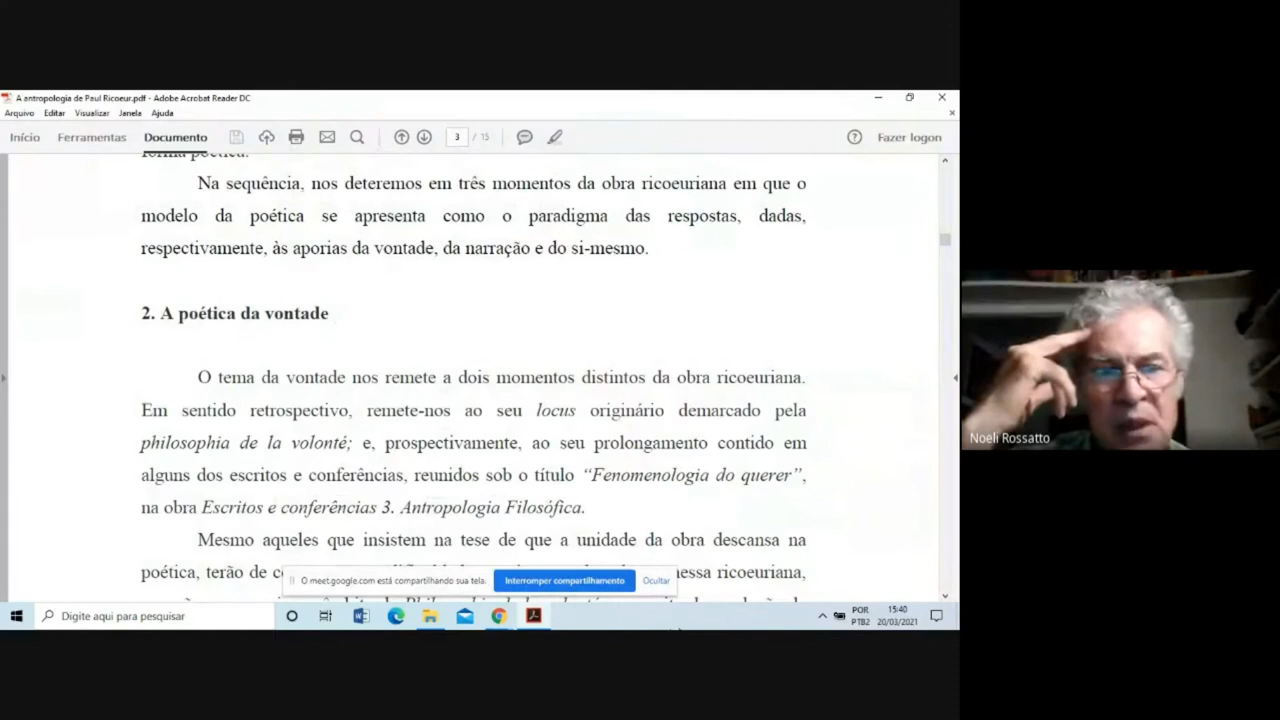 A antropologia de Paul Ricoeur.pdf - Adobe Acrobat Reader DC
Arquivo Editar Visualizar Janela Ajuda
Início Ferramentas Documento 3 / 15 Fazer logon
forma poética.
Na sequência, nos deteremos em três momentos da obra ricoeuriana em que o
modelo da poética se apresenta como o paradigma das respostas, dadas,
respectivamente, às aporias da vontade, da narração e do si-mesmo.
2. A poética da vontade
O tema da vontade nos remete a dois momentos distintos da obra ricoeuriana.
Em sentido retrospectivo, remete-nos ao seu locus originário demarcado pela
philosophia de la volonté; e, prospectivamente, ao seu prolongamento contido em
alguns dos escritos e conferências, reunidos sob o título “Fenomenologia do querer”,
na obra Escritos e conferências 3. Antropologia Filosófica.
Mesmo aqueles que insistem na tese de que a unidade da obra descansa na
poética, terão de ricoeuriana,
O meet.google.com está compartilhando sua tela. Interromper compartilhamento Ocultar
Noeli Rossatto
Digite aqui para pesquisar
POR 15:40
PTB2 20/03/2021